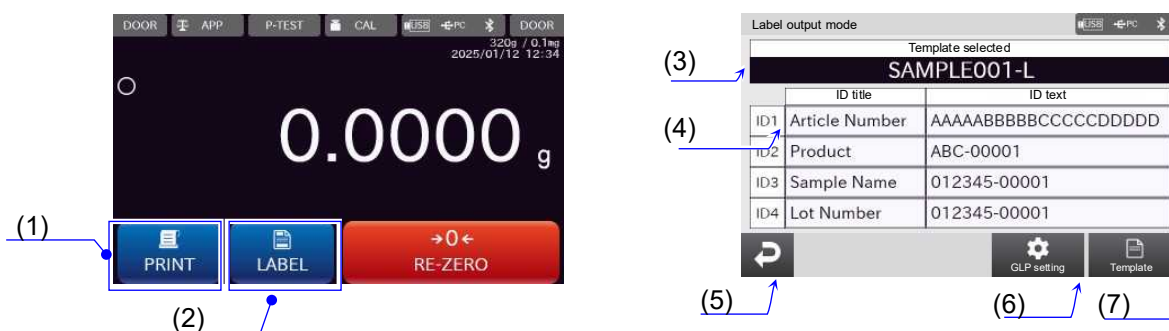 DOOR APP P-TEST CAL USB PC DOOR
320g / 0.1mg
2025/01/12 12:34
0.0000 g
PRINT LABEL →0← RE-ZERO
(1)
(2)
Label output mode USB PC
Template selected
SAMPLE001-L
ID title ID text
ID1 Article Number AAAAABBBBBCCCCCDDDDD
ID2 Product ABC-00001
ID3 Sample Name 012345-00001
ID4 Lot Number 012345-00001
GLP setting Template
(3)
(4)
(5)
(6)
(7)